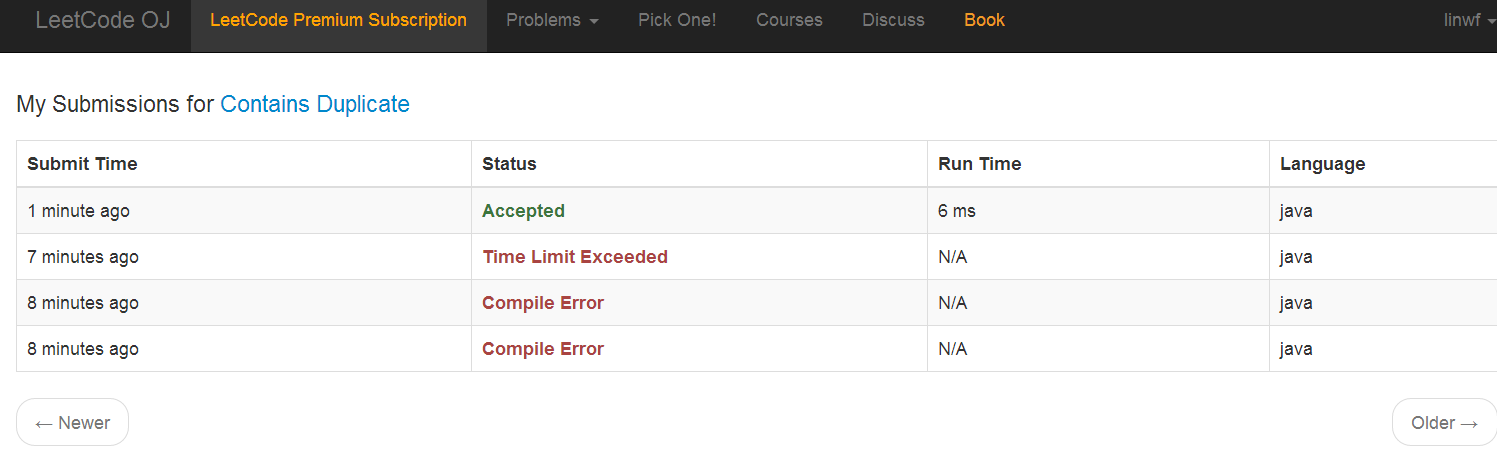 LeetCode OJ LeetCode Premium Subscription Problems Pick One! Courses Discuss Book linwf
My Submissions for Contains Duplicate
Submit Time Status Run Time Language
1 minute ago Accepted 6 ms java
7 minutes ago Time Limit Exceeded N/A java
8 minutes ago Compile Error N/A java
8 minutes ago Compile Error N/A java
← Newer Older →